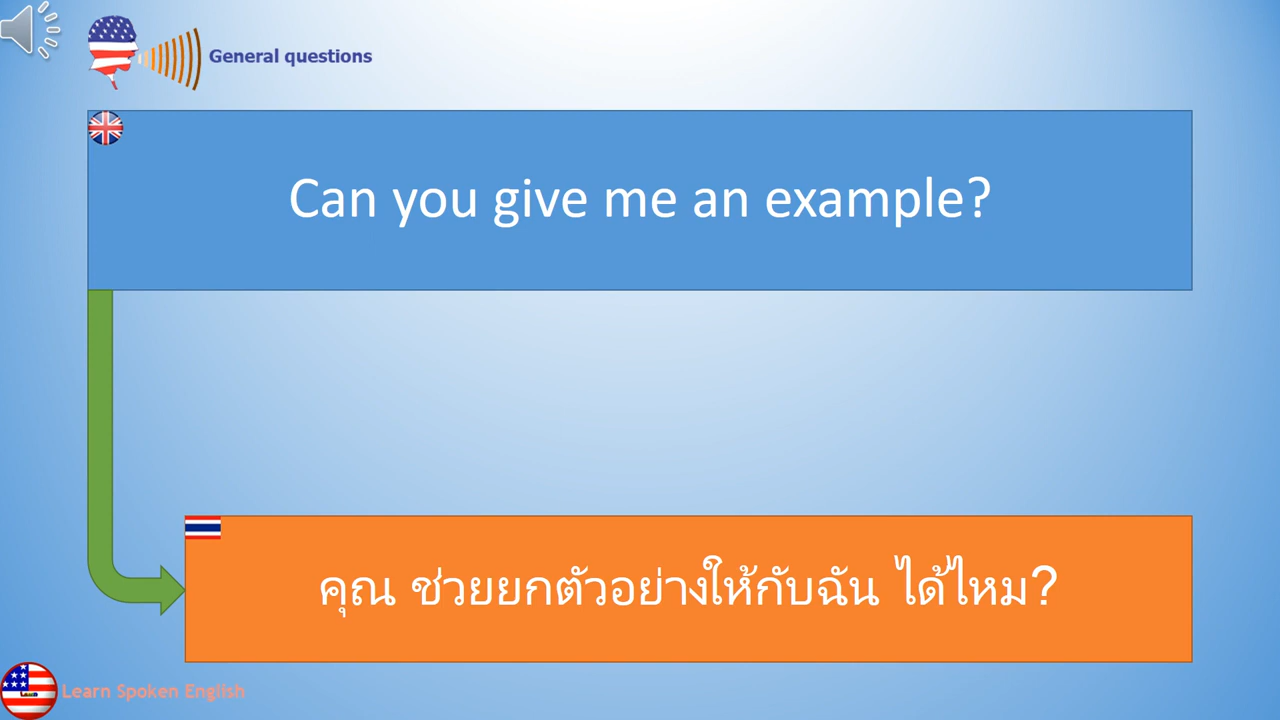 General questions
Can you give me an example?
คุณ ช่วยยกตัวอย่างให้กับฉัน ได้ไหม?
Learn Spoken English